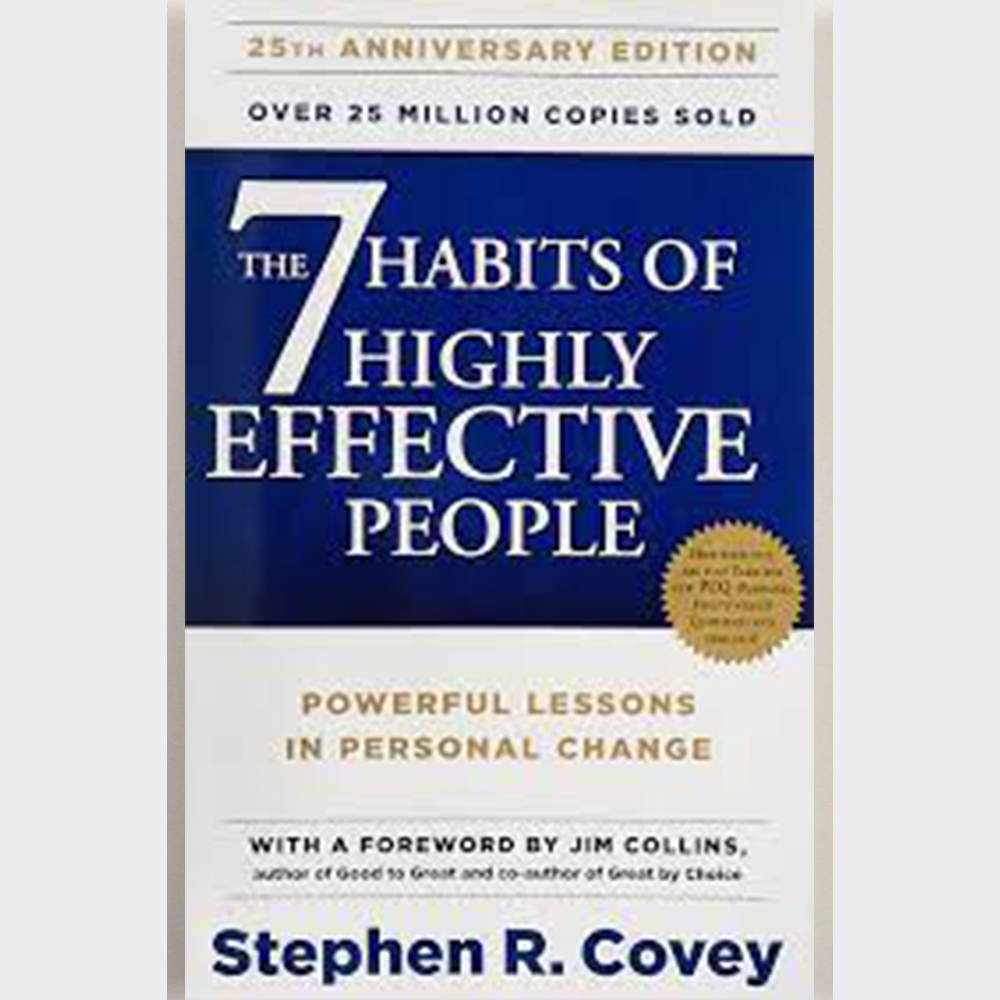 25TH ANNIVERSARY EDITION
OVER 25 MILLION COPIES SOLD
THE 7 HABITS OF
HIGHLY
EFFECTIVE
PEOPLE
POWERFUL LESSONS
IN PERSONAL CHANGE
WITH A FOREWORD BY JIM COLLINS,
author of Good to Great and co-author of Great by Choice
Stephen R. Covey